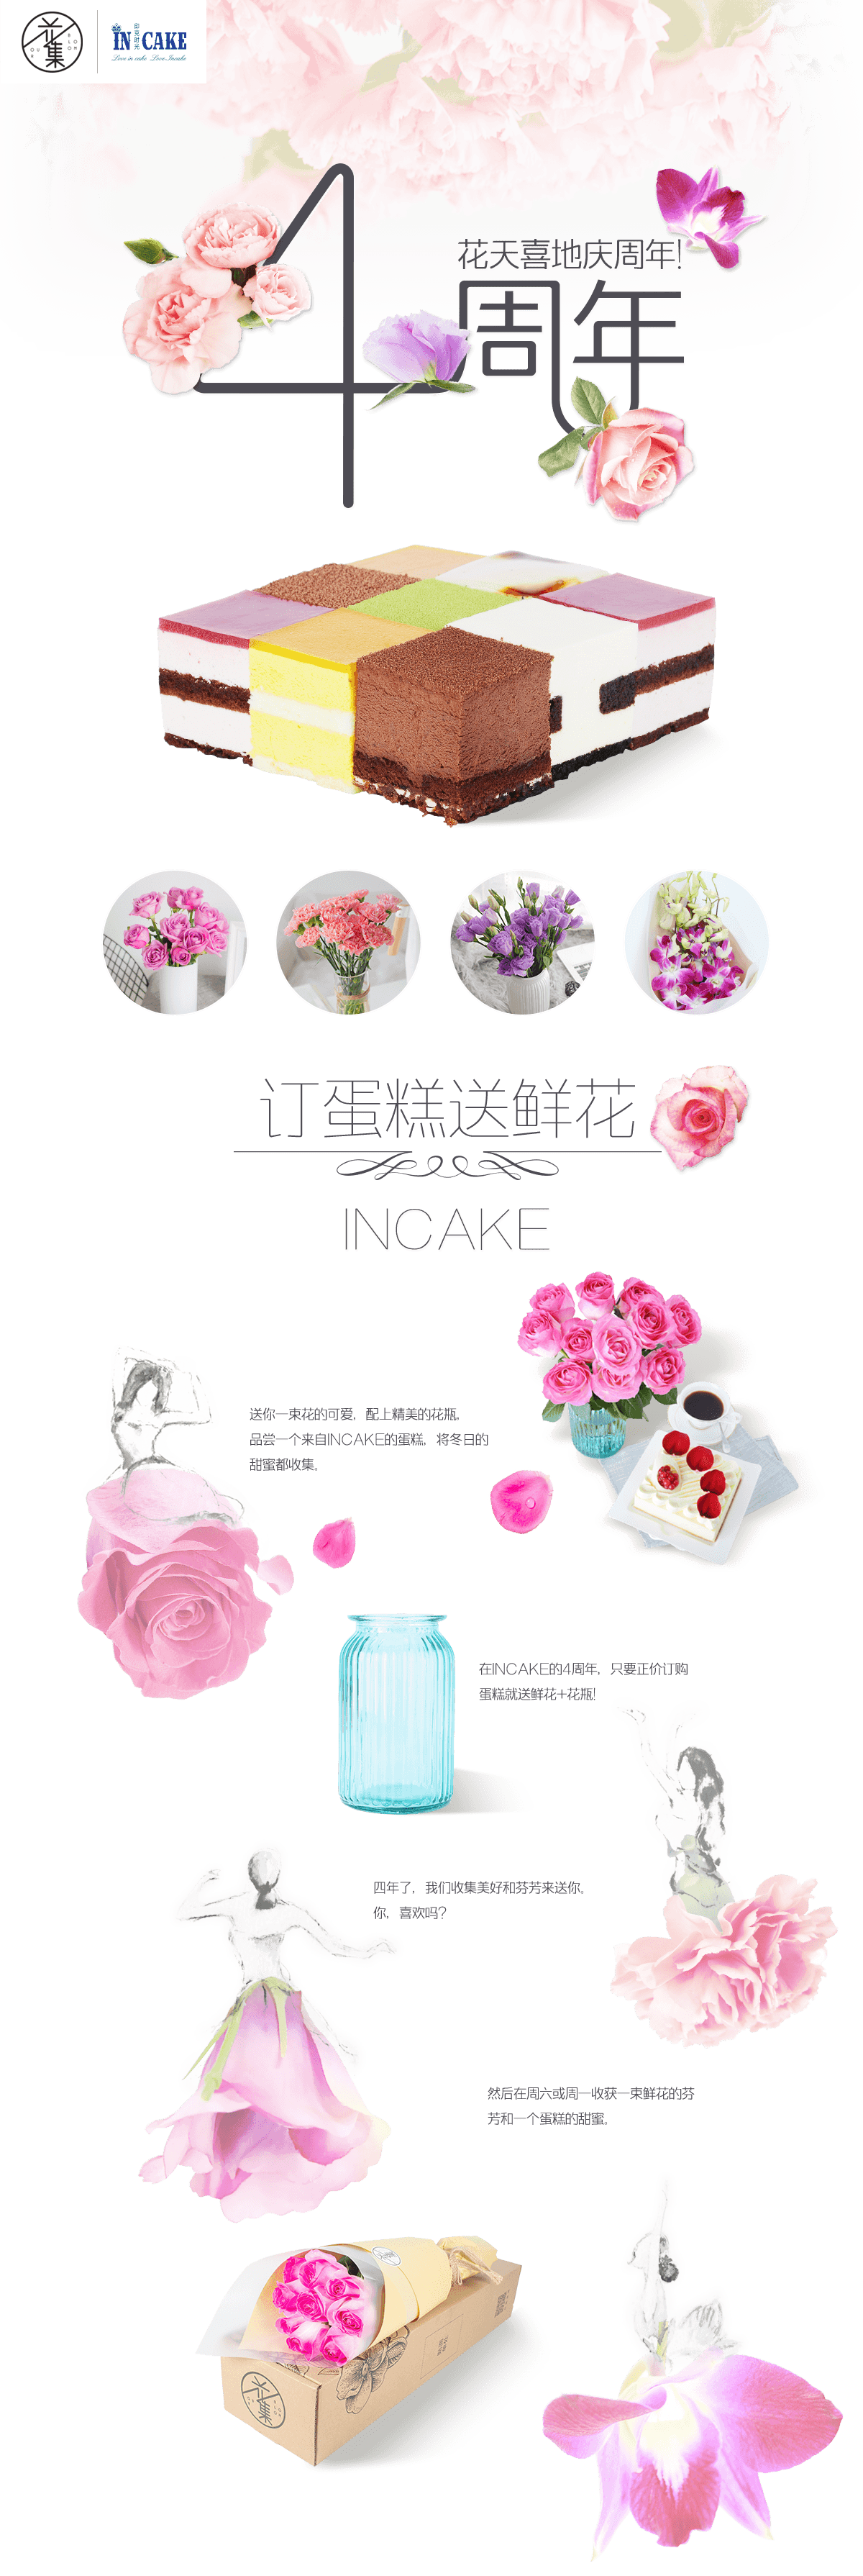 花集
IN CAKE
Love in cake Love Incake
花天喜地庆周年!
4周年
订蛋糕送鲜花
INCAKE
送你一束花的可爱，配上精美的花瓶，
品尝一个来自INCAKE的蛋糕，将冬日的
甜蜜都收集。
在INCAKE的4周年，只要正价订购
蛋糕就送鲜花+花瓶!
四年了，我们收集美好和芬芳来送你。
你，喜欢吗?
然后在周六或周一收获一束鲜花的芬
芳和一个蛋糕的甜蜜。
花集